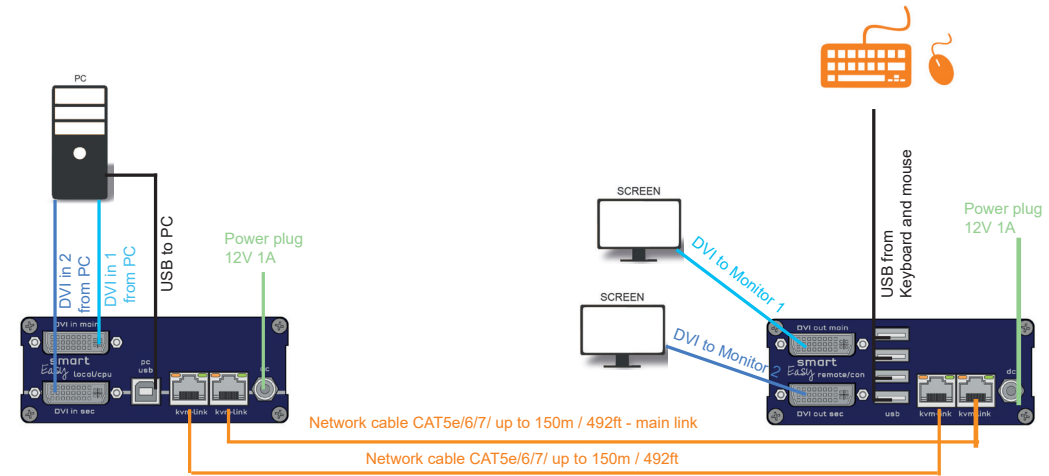 PC
DVI in 2
from PC
DVI in 1
from PC
USB to PC
Power plug
12V 1A
DVI in main
smart
Easy local/cpu
DVI in sec
pc
usb
kvm-link
kvm-link
dc
SCREEN
SCREEN
DVI to Monitor 1
DVI to Monitor 2
USB from
Keyboard and mouse
Power plug
12V 1A
DVI out main
smart
Easy remote/con
DVI out sec
usb
kvm-link
kvm-link
dc
Network cable CAT5e/6/7/ up to 150m / 492ft - main link
Network cable CAT5e/6/7/ up to 150m / 492ft